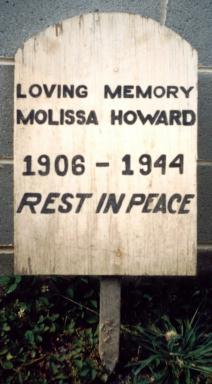 LOVING MEMORY
MOLISSA HOWARD
1906 - 1944
REST IN PEACE